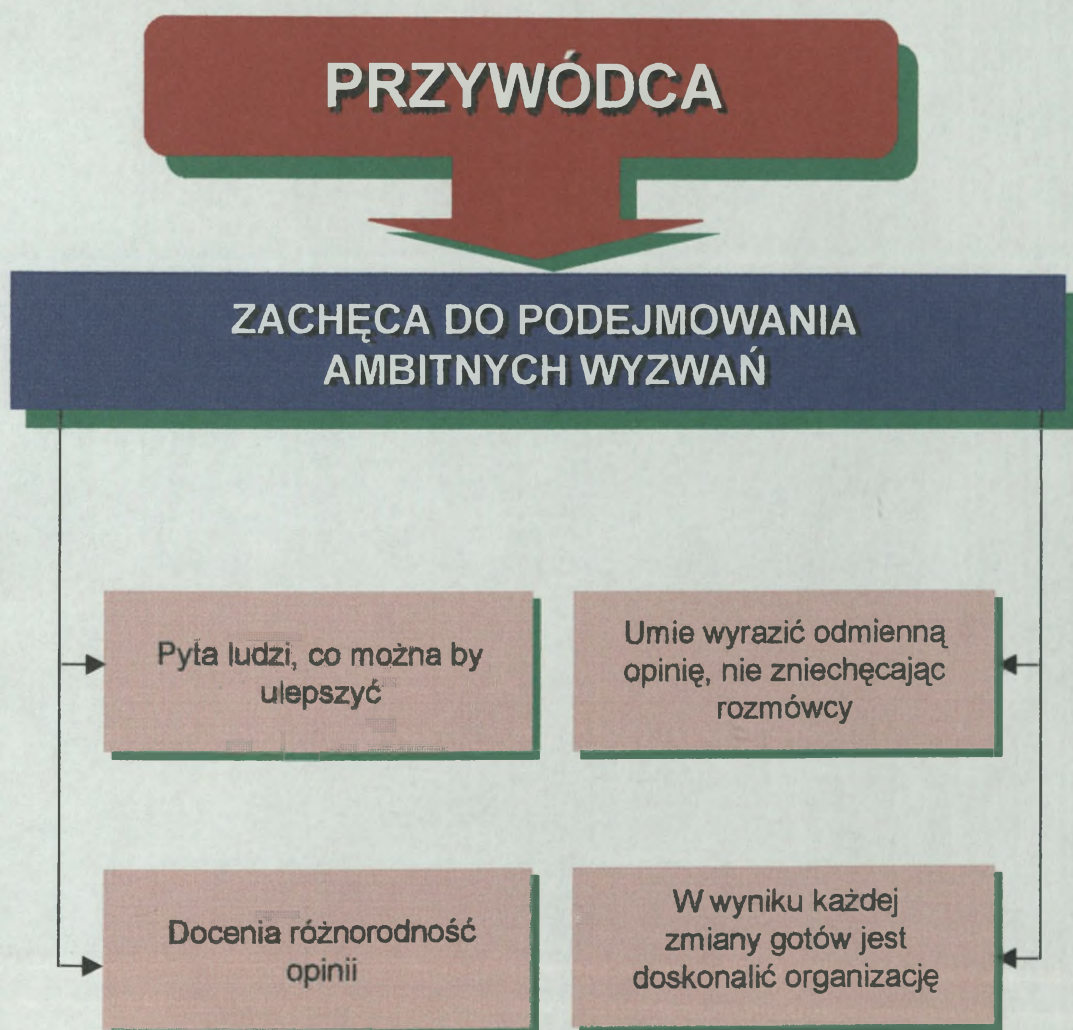 PRZYWÓDCA
ZACHĘCA DO PODEJMOWANIA
AMBITNYCH WYZWAŃ
Pyta ludzi, co można by
ulepszyć
Umie wyrazić odmienną
opinię, nie zniechęcając
rozmówcy
Docenia różnorodność
opinii
W wyniku każdej
zmiany gotów jest
doskonalić organizację